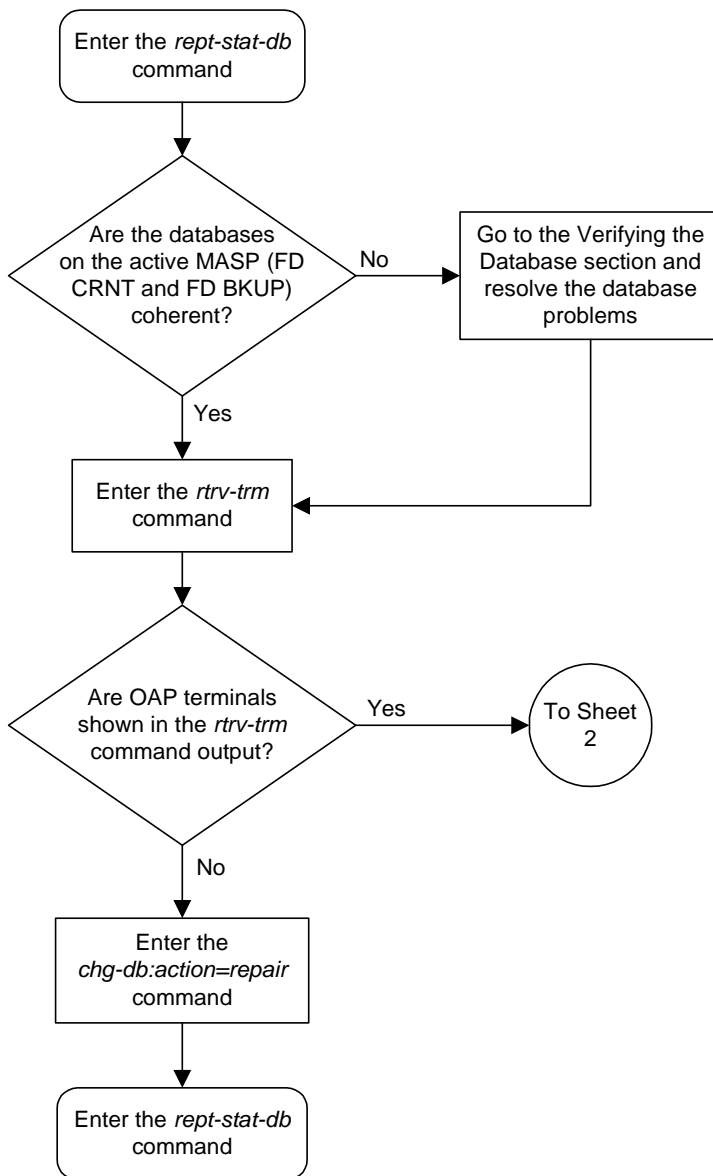 Enter the rept-stat-db
command
Are the databases
on the active MASP (FD
CRNT and FD BKUP)
coherent?
No
Go to the Verifying the
Database section and
resolve the database
problems
Yes
Enter the rtrv-trm
command
Are OAP terminals
shown in the rtrv-trm
command output?
Yes
To Sheet
2
No
Enter the
chg-db:action=repair
command
Enter the rept-stat-db
command